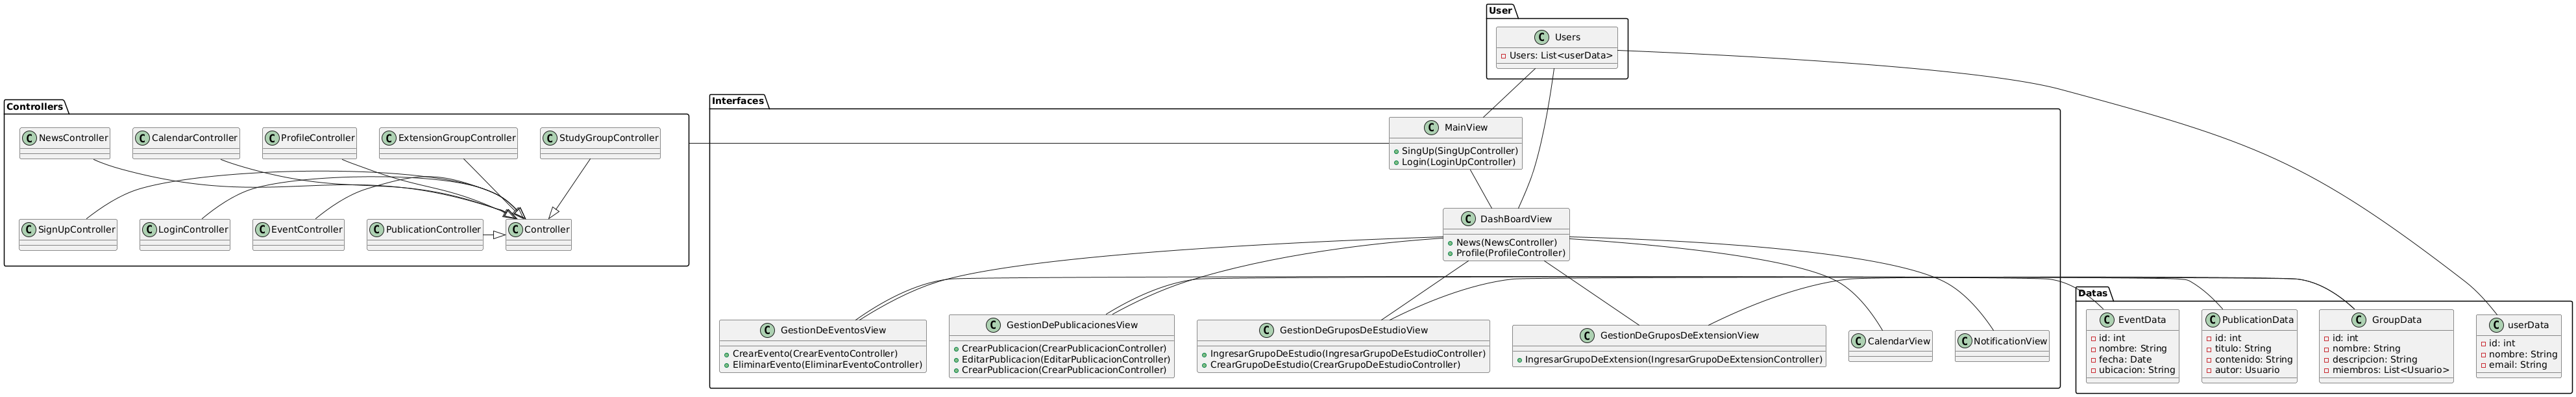 User
C Users
Users: List<userData>
Controllers
C NewsController
C CalendarController
C ProfileController
C ExtensionGroupController
C StudyGroupController
C SignUpController
C LoginController
C EventController
C PublicationController
C Controller
Interfaces
C MainView
SingUp(SingUpController)
Login(LoginUpController)
C DashBoardView
News(NewsController)
Profile(ProfileController)
C GestionDeEventosView
CrearEvento(CrearEventoController)
EliminarEvento(EliminarEventoController)
C GestionDePublicacionesView
CrearPublicacion(CrearPublicacionController)
EditarPublicacion(EditarPublicacionController)
CrearPublicacion(CrearPublicacionController)
C GestionDeGruposDeEstudioView
IngresarGrupoDeEstudio(IngresarGrupoDeEstudioController)
CrearGrupoDeEstudio(CrearGrupoDeEstudioController)
C GestionDeGruposDeExtensionView
IngresarGrupoDeExtension(IngresarGrupoDeExtensionController)
C CalendarView
C NotificationView
Datas
C EventData
id: int
nombre: String
fecha: Date
ubicacion: String
C PublicationData
id: int
titulo: String
contenido: String
autor: Usuario
C GroupData
id: int
nombre: String
descripcion: String
miembros: List<Usuario>
C userData
id: int
nombre: String
email: String